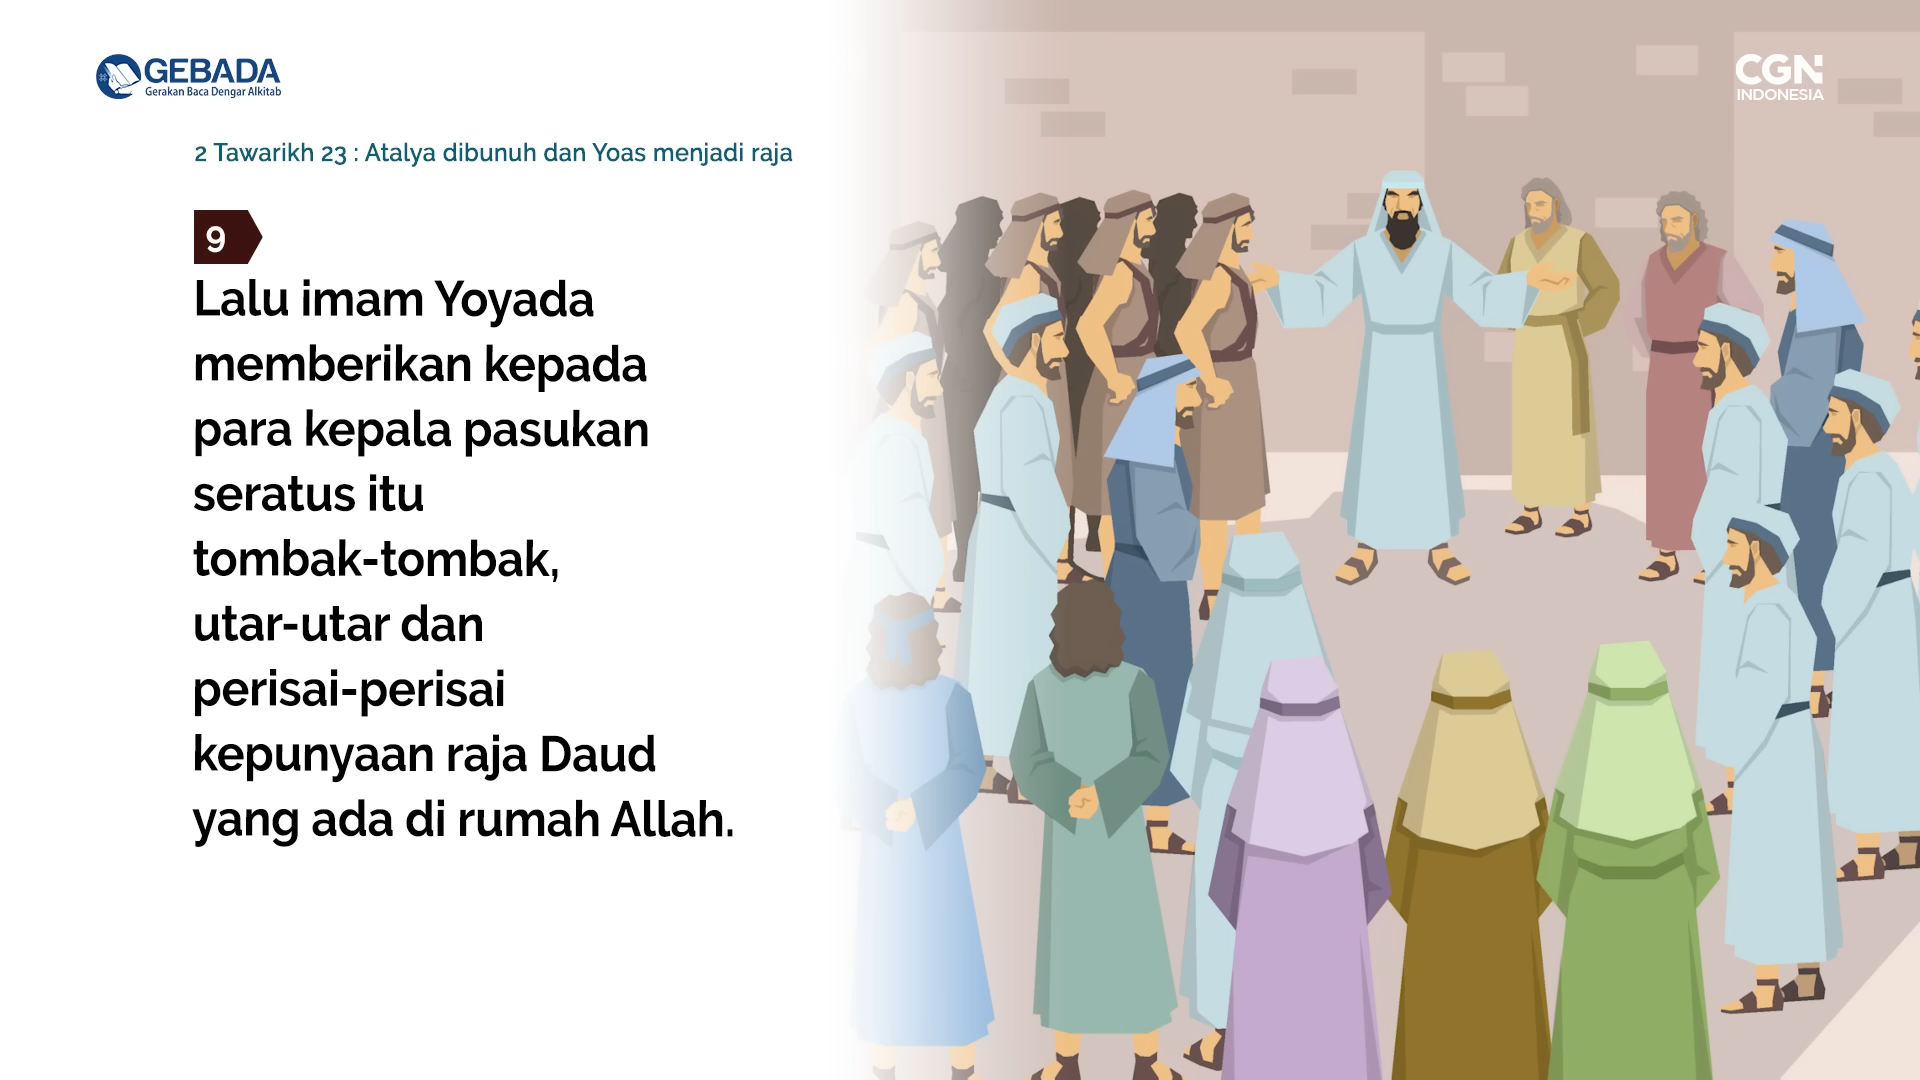 GEBADA
Gerakan Baca Dengar Alkitab
CGN
INDONESIA
2 Tawarikh 23 : Atalya dibunuh dan Yoas menjadi raja
9
Lalu imam Yoyada
memberikan kepada
para kepala pasukan
seratus itu
tombak-tombak,
utar-utar dan
perisai-perisai
kepunyaan raja Daud
yang ada di rumah Allah.